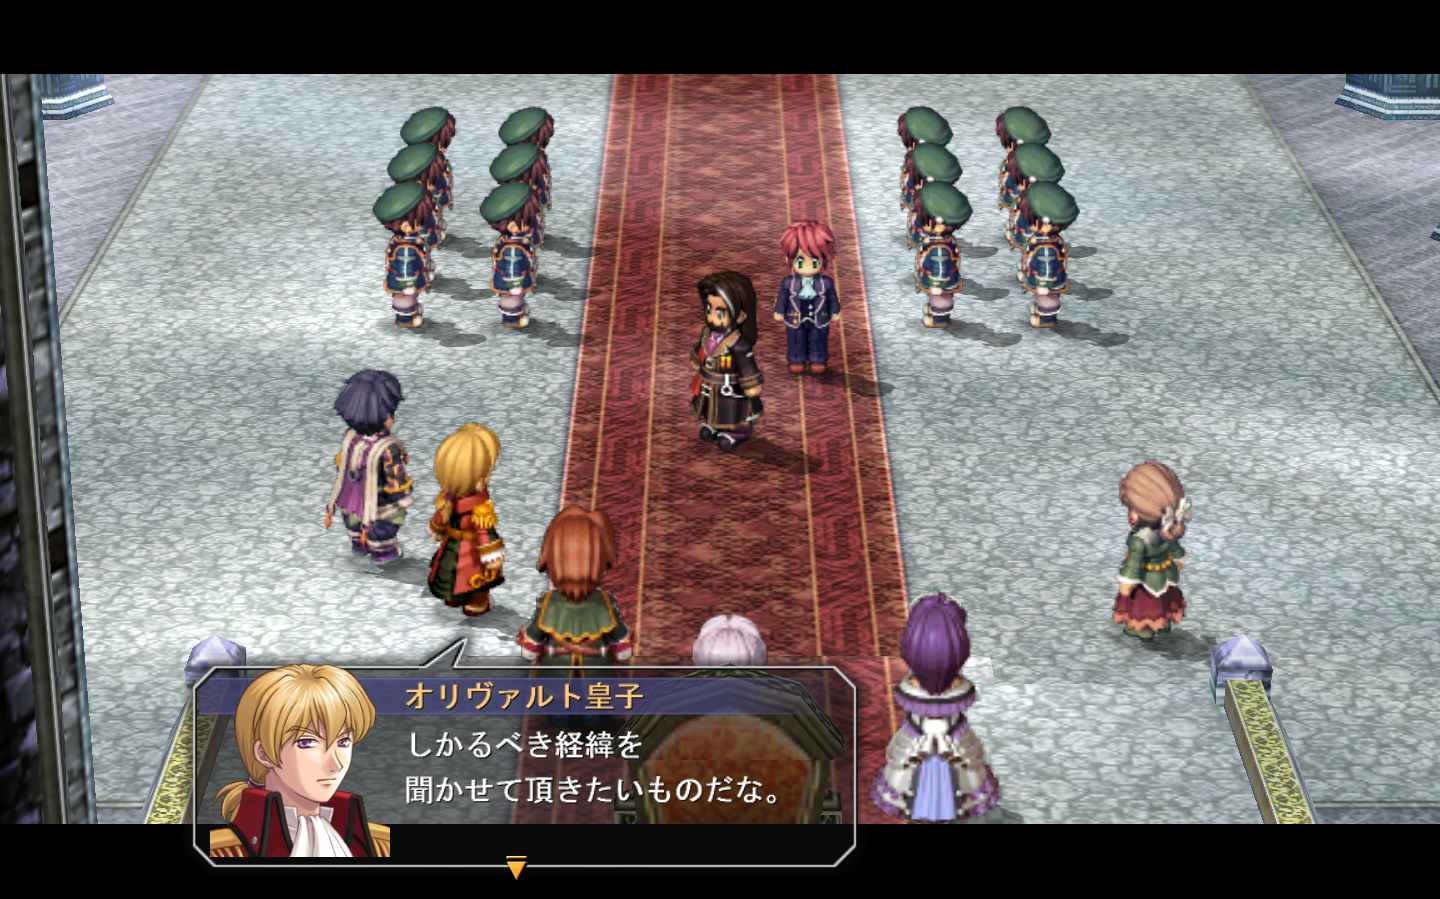 オリヴァルト皇子
しかるべき経緯を
聞かせて頂きたいものだな。